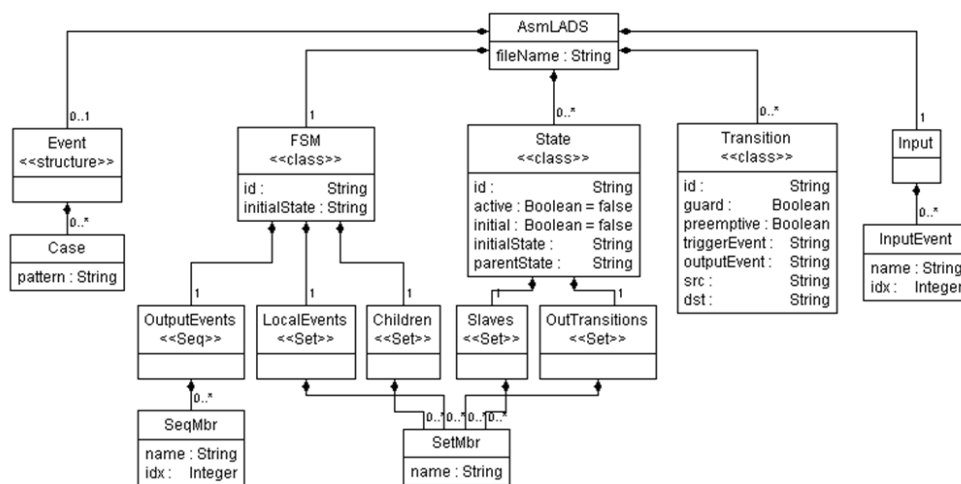 AsmLADS
fileName : String
0..1
1
0..*
0..*
1
Event
<<structure>>
FSM
<<class>>
id : String
initialState : String
State
<<class>>
id : String
active : Boolean = false
initial : Boolean = false
initialState : String
parentState : String
Transition
<<class>>
id : String
guard : Boolean
preemptive : Boolean
triggerEvent : String
outputEvent : String
src : String
dst : String
Input
0..*
0..*
Case
pattern : String
InputEvent
name : String
idx : Integer
1
1
1
1
1
OutputEvents
<<Seq>>
LocalEvents
<<Set>>
Children
<<Set>>
Slaves
<<Set>>
OutTransitions
<<Set>>
0..*
0..*
0..*
0..*
0..*
SeqMbr
name : String
idx : Integer
SetMbr
name : String